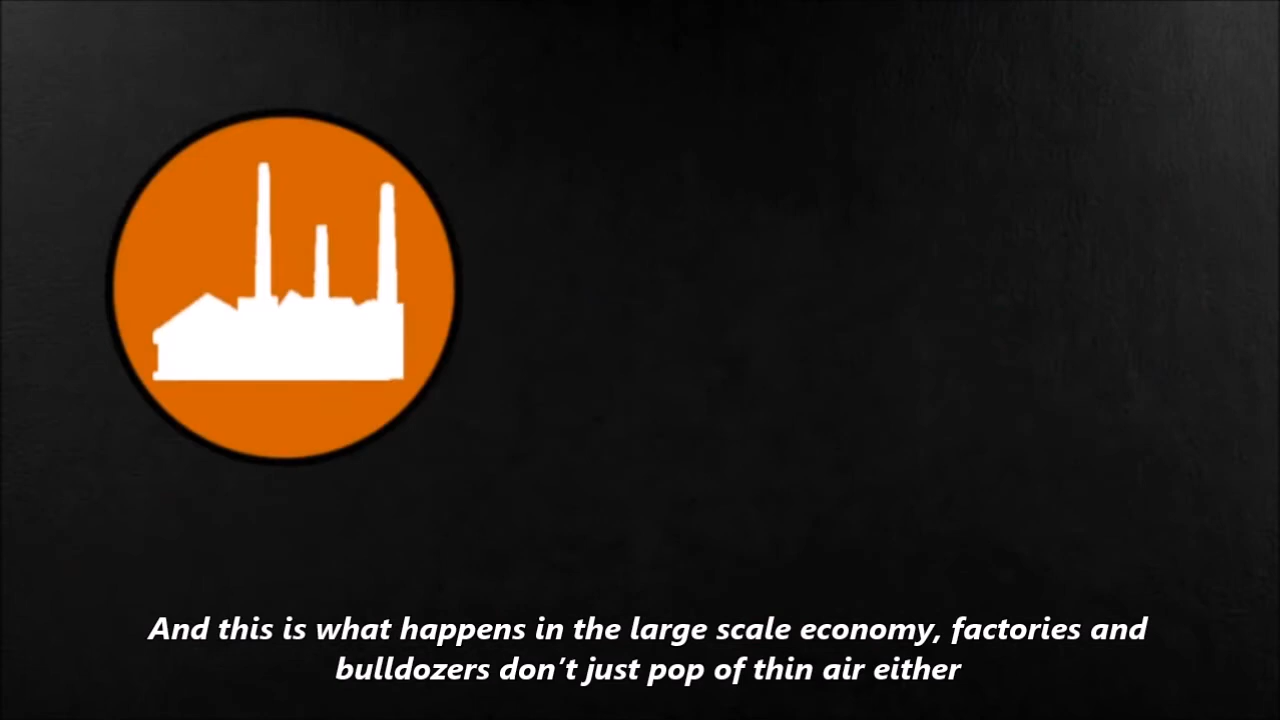 And this is what happens in the large scale economy, factories and
bulldozers don’t just pop of thin air either